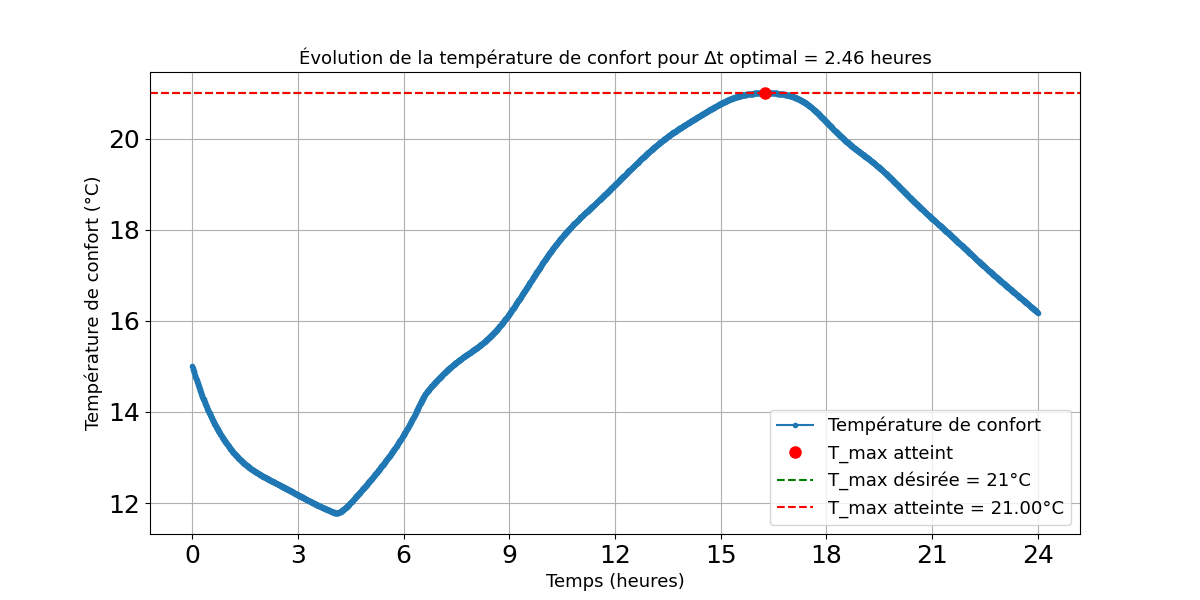 Évolution de la température de confort pour Δt optimal = 2.46 heures
Température de confort (°C)
20
18
16
14
12
0 3 6 9 12 15 18 21 24
Temps (heures)
Température de confort
T_max atteint
T_max désirée = 21°C
T_max atteinte = 21.00°C